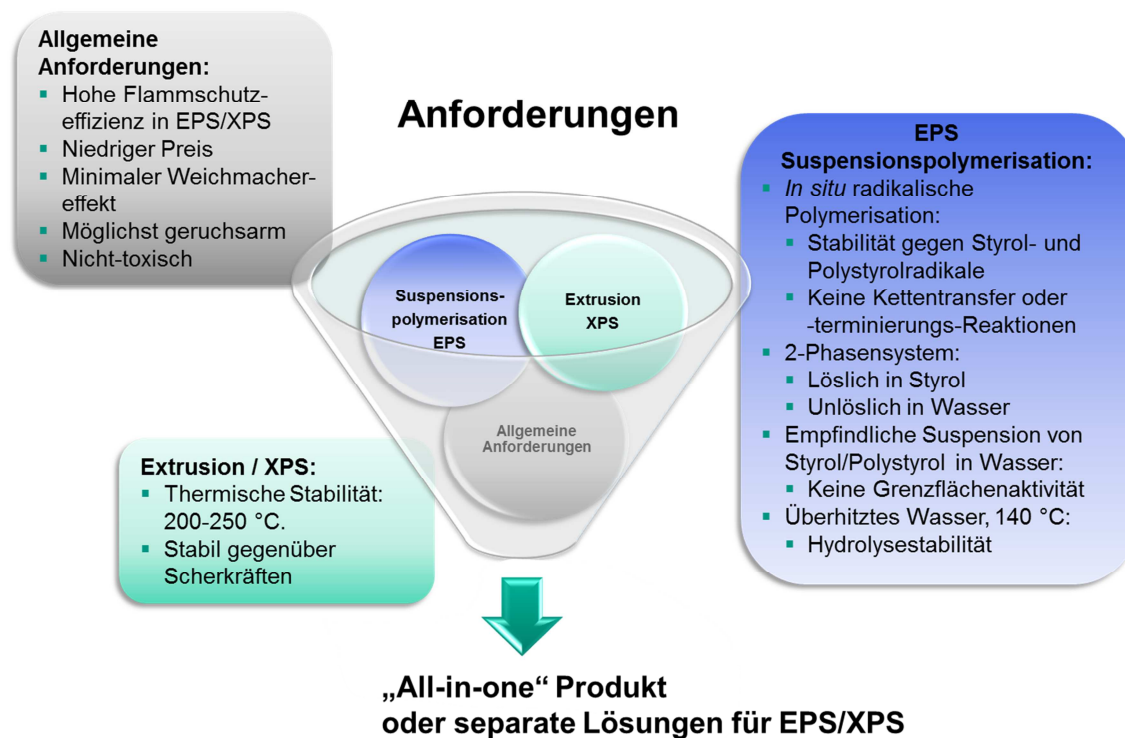 Allgemeine
Anforderungen:
▪ Hohe Flammschutz-
effizienz in EPS/XPS
▪ Niedriger Preis
▪ Minimaler Weichmacher-
effekt
▪ Möglichst geruchsarm
▪ Nicht-toxisch
Anforderungen
EPS
Suspensionspolymerisation:
▪ In situ radikalische
Polymerisation:
▪ Stabilität gegen Styrol- und
Polystyrolradikale
▪ Keine Kettentransfer oder
-terminierungs-Reaktionen
▪ 2-Phasensystem:
▪ Löslich in Styrol
▪ Unlöslich in Wasser
▪ Empfindliche Suspension von
Styrol/Polystyrol in Wasser:
▪ Keine Grenzflächenaktivität
▪ Überhitztes Wasser, 140 °C:
▪ Hydrolysestabilität
Suspensions-
polymerisation
EPS
Extrusion
XPS
Allgemeine
Anforderungen
Extrusion / XPS:
▪ Thermische Stabilität:
200-250 °C.
▪ Stabil gegenüber
Scherkräften
„All-in-one“ Produkt
oder separate Lösungen für EPS/XPS